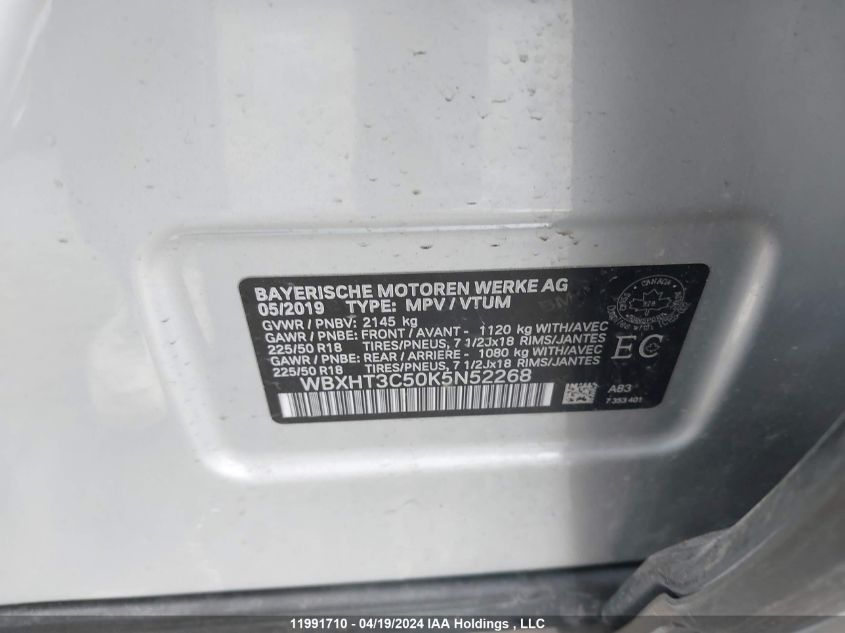 BAYERISCHE MOTOREN WERKE AG
05/2019 TYPE: MPV / VTUM
GVWR / PNBV: 2145 kg
GAWR / PNBE: FRONT / AVANT - 1120 kg WITH/AVEC
225/50 R18 TIRES/PNEUS, 7 1/2Jx18 RIMS/JANTES
GAWR / PNBE: REAR / ARRIERE - 1080 kg WITH/AVEC
225/50 R18 TIRES/PNEUS, 7 1/2Jx18 RIMS/JANTES
WBXHT3C50K5N52268
EC
CANADA
A83
7 353 401
11991710 - 04/19/2024 IAA Holdings , LLC